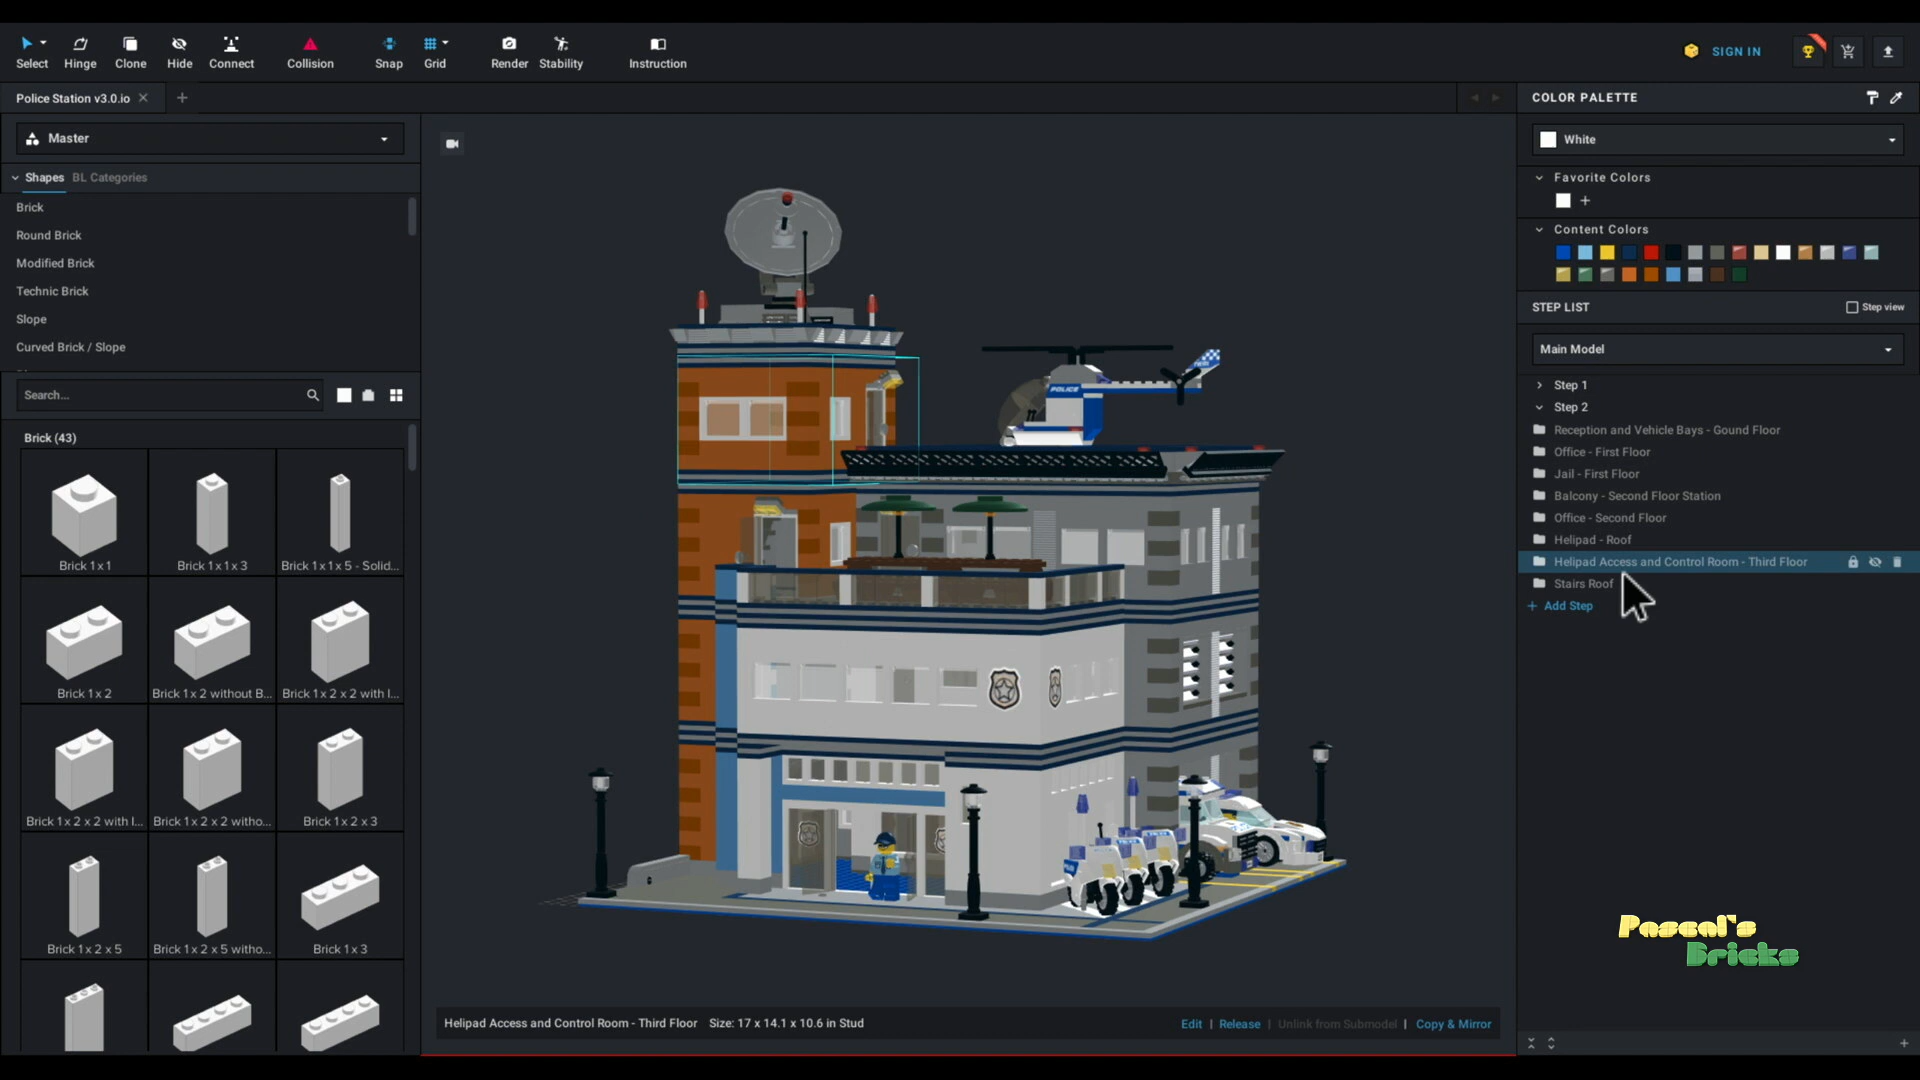 Select
Hinge
Clone
Hide
Connect
Collision
Snap
Grid
Render
Stability
Instruction
SIGN IN
Police Station v3.0.io
Master
Shapes
BL Categories
Brick
Round Brick
Modified Brick
Technic Brick
Slope
Curved Brick / Slope
Search...
Brick (43)
Brick 1 x 1
Brick 1 x 1 x 3
Brick 1 x 1 x 5 - Solid...
Brick 1 x 2
Brick 1 x 2 without B...
Brick 1 x 2 x 2 with I...
Brick 1 x 2 x 2 with I...
Brick 1 x 2 x 2 witho...
Brick 1 x 2 x 3
Brick 1 x 2 x 5
Brick 1 x 2 x 5 witho...
Brick 1 x 3
POLICE
Helipad Access and Control Room - Third Floor Size: 17 x 14.1 x 10.6 in Stud
Edit | Release | Unlink from Submodel | Copy & Mirror
COLOR PALETTE
White
Favorite Colors
Content Colors
STEP LIST
Step view
Main Model
Step 1
Step 2
Reception and Vehicle Bays - Gound Floor
Office - First Floor
Jail - First Floor
Balcony - Second Floor Station
Office - Second Floor
Helipad - Roof
Helipad Access and Control Room - Third Floor
Stairs Roof
+ Add Step
Pascal's
Bricks